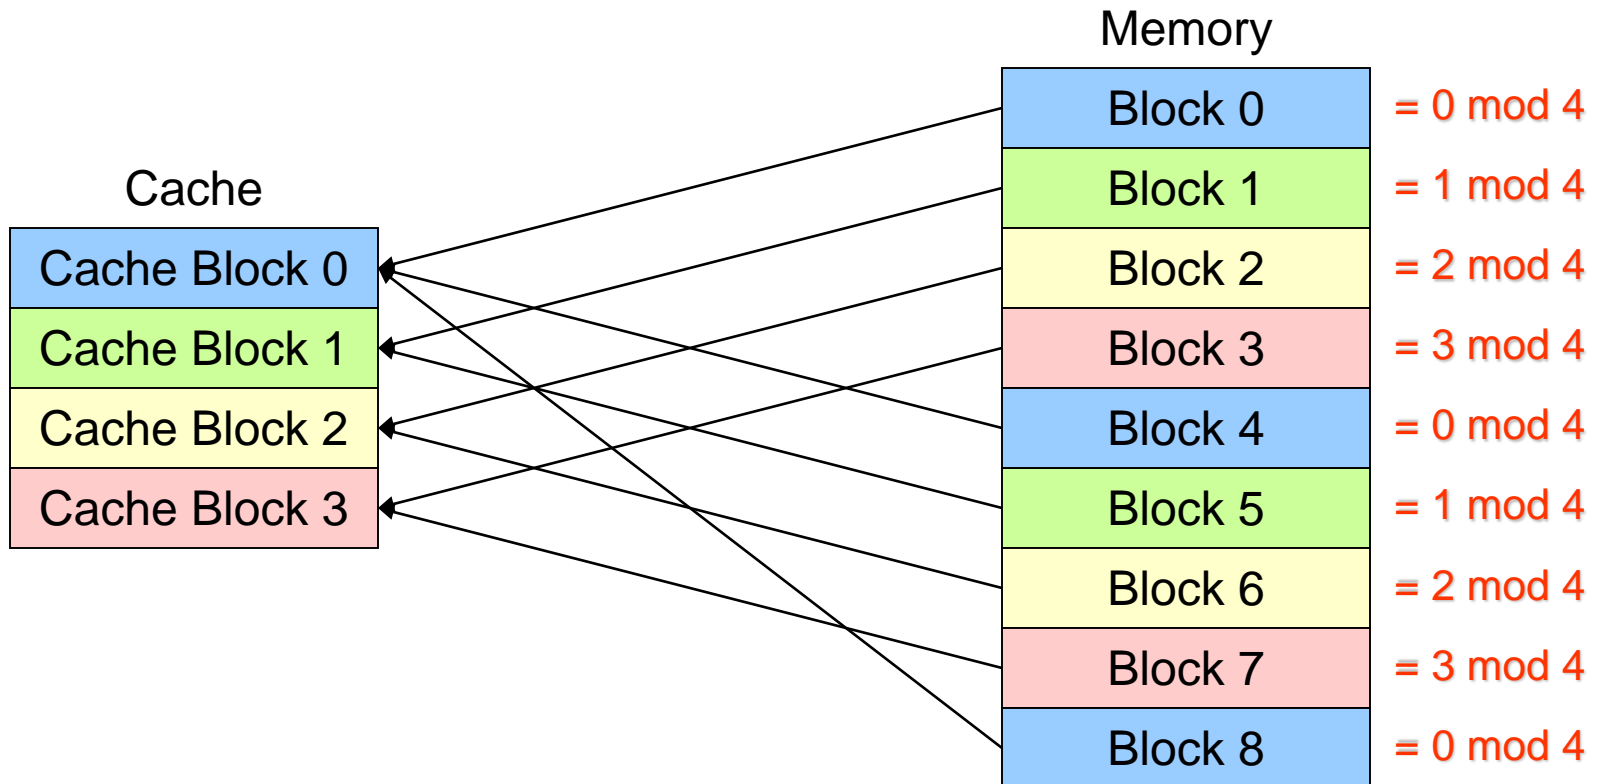 Memory
Block 0 = 0 mod 4
Block 1 = 1 mod 4
Cache
Cache Block 0
Block 2 = 2 mod 4
Cache Block 1
Block 3 = 3 mod 4
Cache Block 2
Block 4 = 0 mod 4
Cache Block 3
Block 5 = 1 mod 4
Block 6 = 2 mod 4
Block 7 = 3 mod 4
Block 8 = 0 mod 4